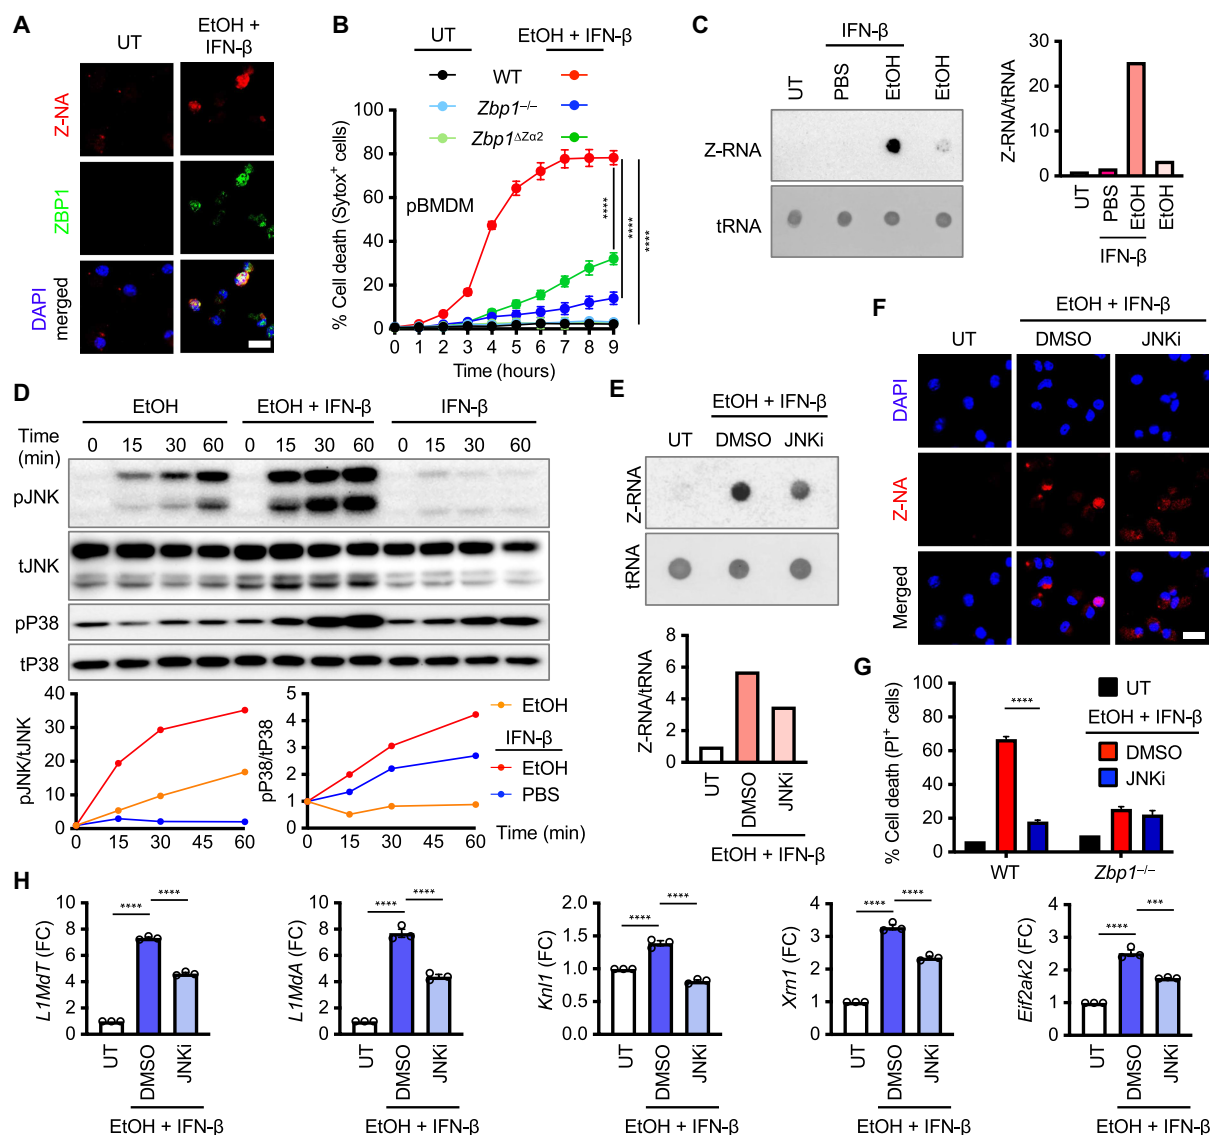 A
UT
EtOH +
IFN-β
Z-NA
ZBP1
DAPI
merged
B
UT
EtOH + IFN-β
WT
Zbp1–/–
Zbp1ΔZα2
% Cell death (Sytox+ cells)
100
80
60
40
20
0
pBMDM
****
****
****
0 1 2 3 4 5 6 7 8 9
Time (hours)
C
IFN-β
UT
PBS
EtOH
EtOH
Z-RNA
tRNA
Z-RNA/tRNA
30
20
10
0
UT
PBS
EtOH
EtOH
IFN-β
D
EtOH
EtOH + IFN-β
IFN-β
Time (min)
0 15 30 60 0 15 30 60 0 15 30 60
pJNK
tJNK
pP38
tP38
pJNK/tJNK
40
30
20
10
0
0 15 30 45 60
pP38/tP38
5
4
3
2
1
0
0 15 30 45 60
EtOH
IFN-β
EtOH
PBS
Time (min)
E
EtOH + IFN-β
UT
DMSO
JNKi
Z-RNA
tRNA
Z-RNA/tRNA
8
6
4
2
0
UT
DMSO
JNKi
EtOH + IFN-β
F
EtOH + IFN-β
UT
DMSO
JNKi
DAPI
Z-NA
Merged
G
% Cell death (PI+ cells)
100
80
60
40
20
0
****
UT
EtOH + IFN-β
DMSO
JNKi
WT
Zbp1–/–
H
L1MdT (FC)
10
8
6
4
2
0
****
****
UT
DMSO
JNKi
EtOH + IFN-β
L1MdA (FC)
10
8
6
4
2
0
****
****
UT
DMSO
JNKi
EtOH + IFN-β
Knl1 (FC)
2.0
1.5
1.0
0.5
0.0
****
****
UT
DMSO
JNKi
EtOH + IFN-β
Xrn1 (FC)
4
3
2
1
0
****
****
UT
DMSO
JNKi
EtOH + IFN-β
Eif2ak2 (FC)
4
3
2
1
0
****
***
UT
DMSO
JNKi
EtOH + IFN-β